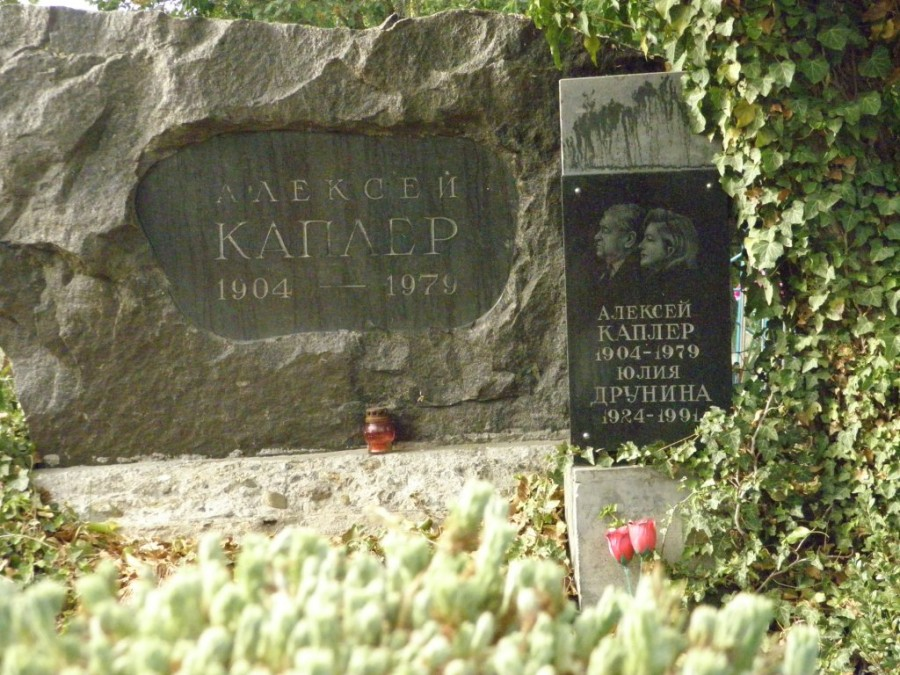 АЛЕКСЕЙ
КАПЛЕР
1904 — 1979
АЛЕКСЕЙ
КАПЛЕР
1904-1979
ЮЛИЯ
ДРУНИНА
1924-1991